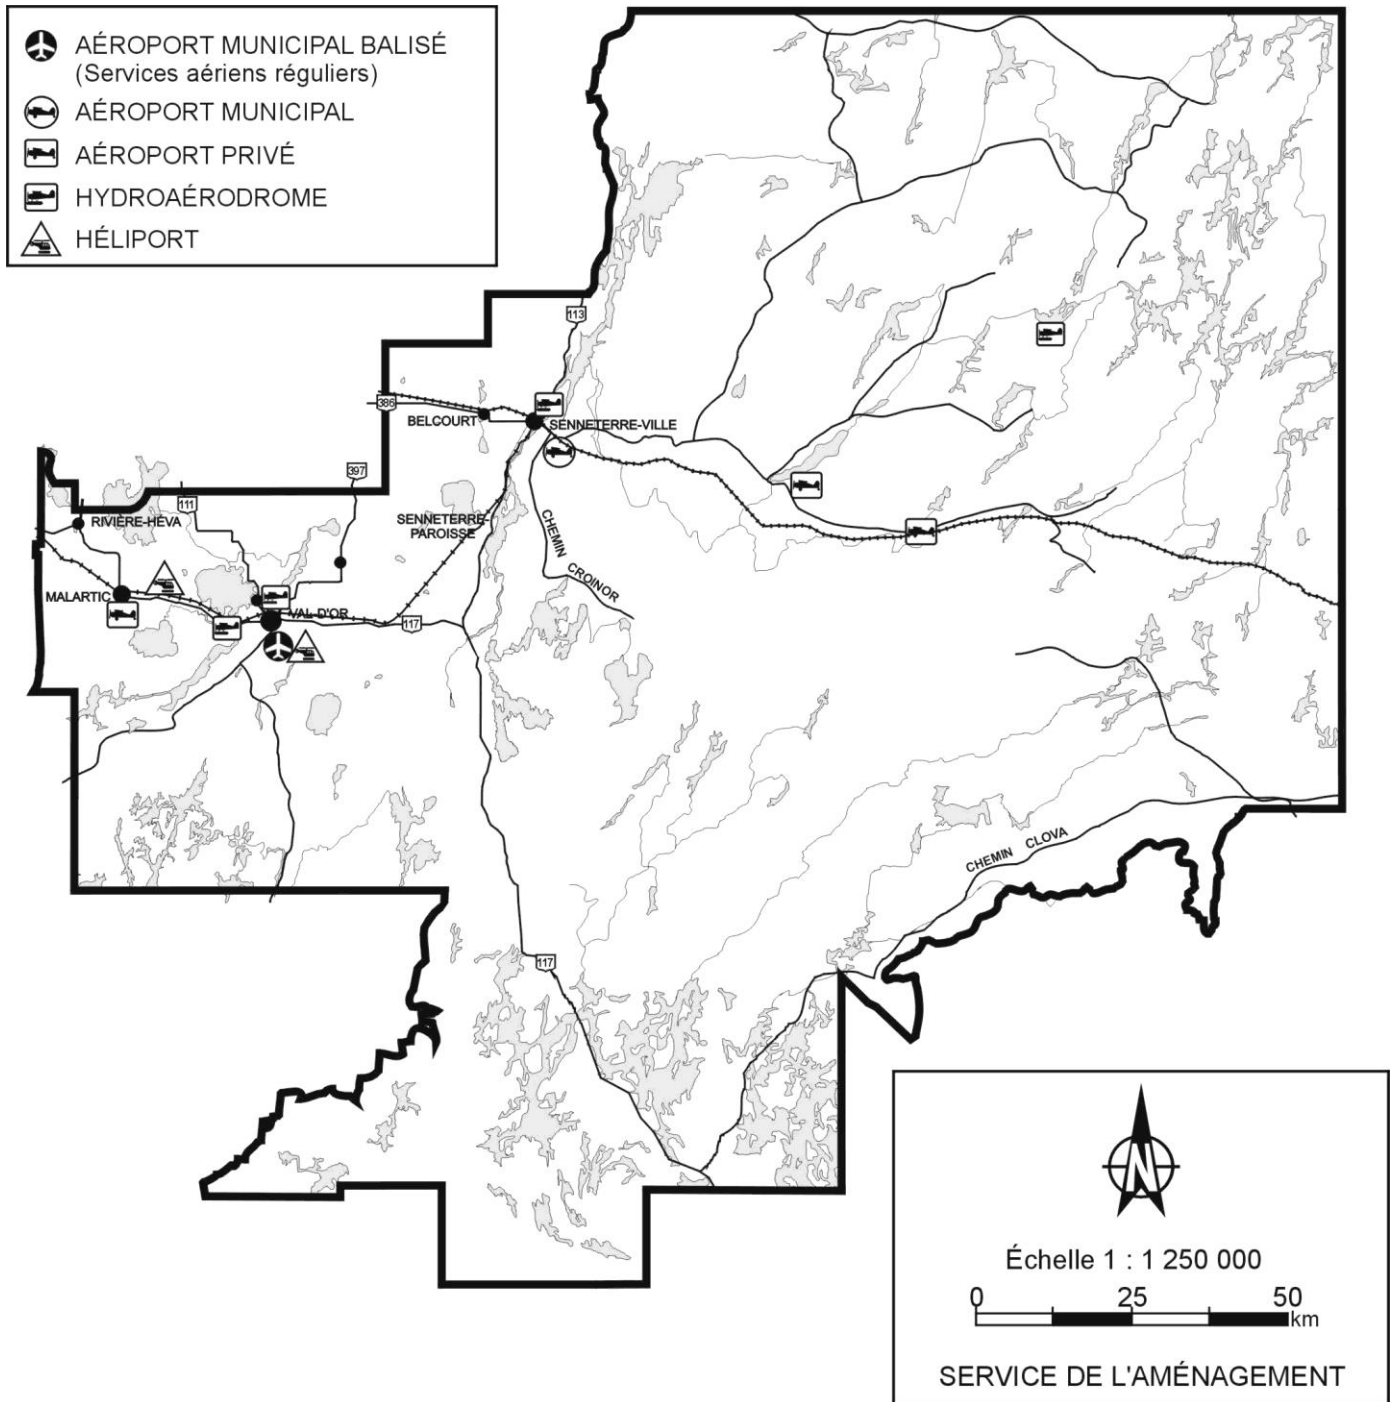 AÉROPORT MUNICIPAL BALISÉ
(Services aériens réguliers)
AÉROPORT MUNICIPAL
AÉROPORT PRIVÉ
HYDROAÉRODROME
HÉLIPORT
113
386
BELCOURT
SENNETERRE-VILLE
397
111
RIVIÈRE-HÉVA
SENNETERRE-
PAROISSE
CHEMIN CROINOR
MALARTIC
VAL-D'OR
117
CHEMIN CLOVA
117
N
Échelle 1 : 1 250 000
0 25 50
km
SERVICE DE L'AMÉNAGEMENT